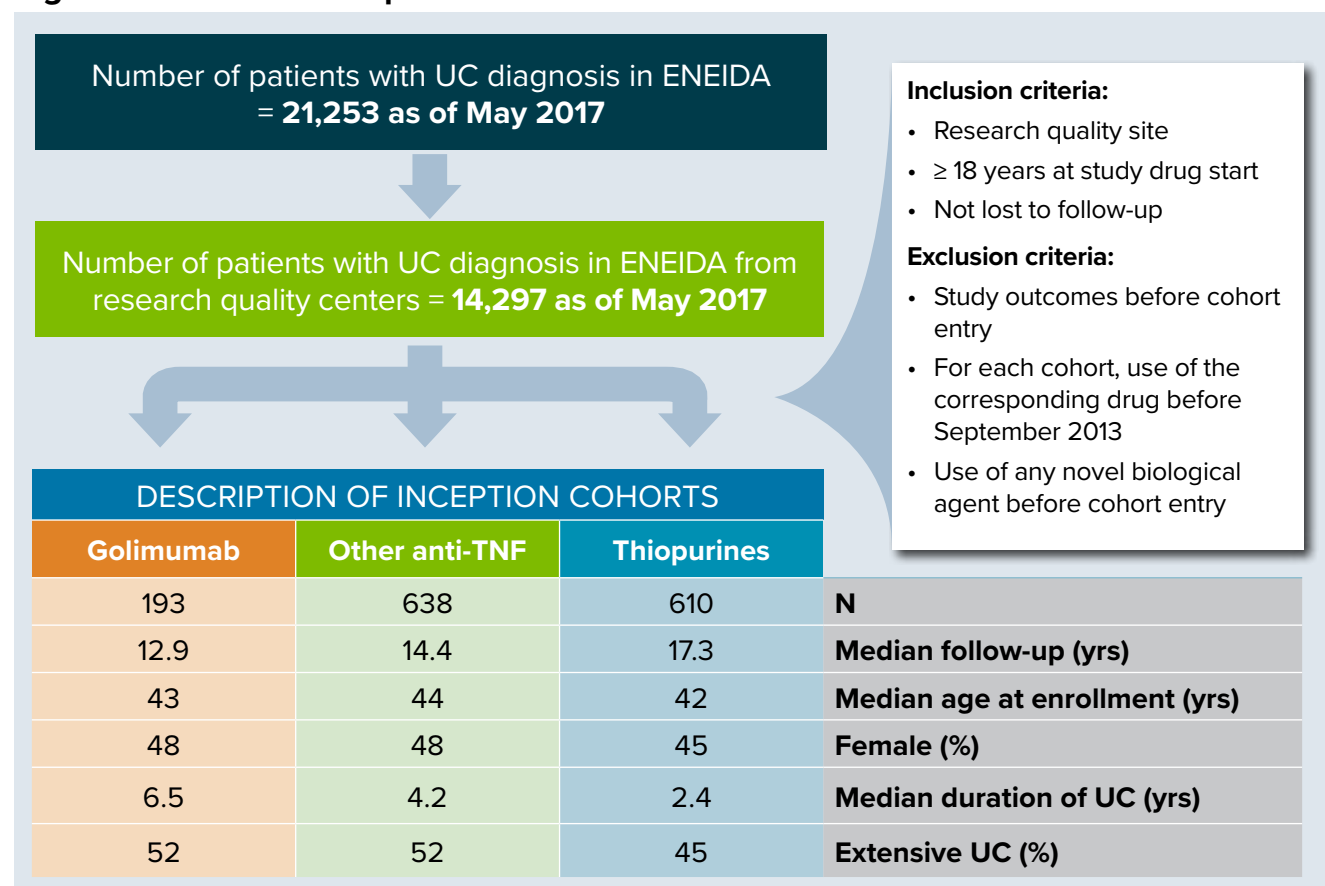 Number of patients with UC diagnosis in ENEIDA
= 21,253 as of May 2017
Number of patients with UC diagnosis in ENEIDA from
research quality centers = 14,297 as of May 2017
Inclusion criteria:
• Research quality site
• ≥ 18 years at study drug start
• Not lost to follow-up
Exclusion criteria:
• Study outcomes before cohort
entry
• For each cohort, use of the
corresponding drug before
September 2013
• Use of any novel biological
agent before cohort entry
DESCRIPTION OF INCEPTION COHORTS
Golimumab Other anti-TNF Thiopurines
193 638 610 N
12.9 14.4 17.3 Median follow-up (yrs)
43 44 42 Median age at enrollment (yrs)
48 48 45 Female (%)
6.5 4.2 2.4 Median duration of UC (yrs)
52 52 45 Extensive UC (%)